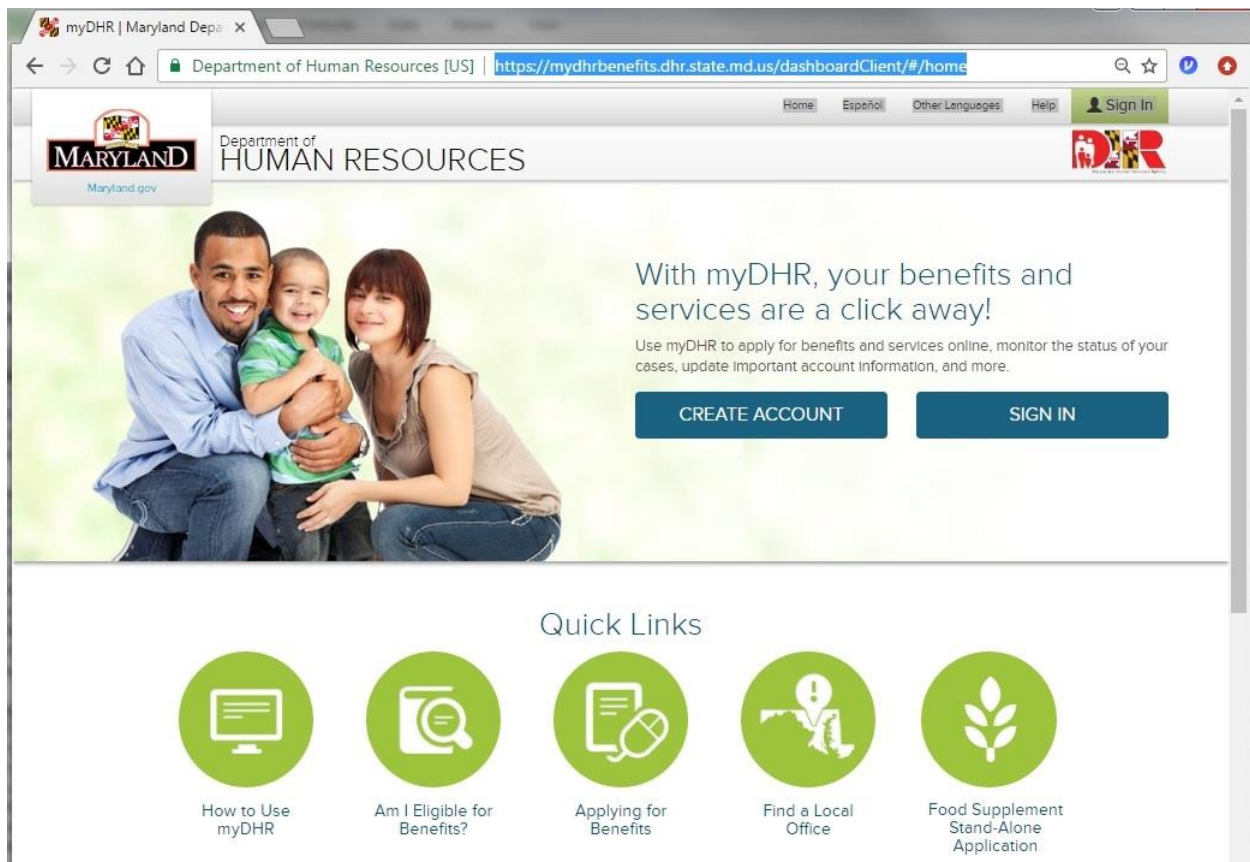 myDHR | Maryland Depa
Department of Human Resources [US] | https://mydhrbenefits.dhr.state.md.us/dashboardClient/#/home
Home Español Other Languages Help Sign In
MARYLAND
Maryland.gov
Department of
HUMAN RESOURCES
DHR
With myDHR, your benefits and
services are a click away!
Use myDHR to apply for benefits and services online, monitor the status of your
cases, update important account information, and more.
CREATE ACCOUNT SIGN IN
Quick Links
How to Use
myDHR
Am I Eligible for
Benefits?
Applying for
Benefits
Find a Local
Office
Food Supplement
Stand-Alone
Application